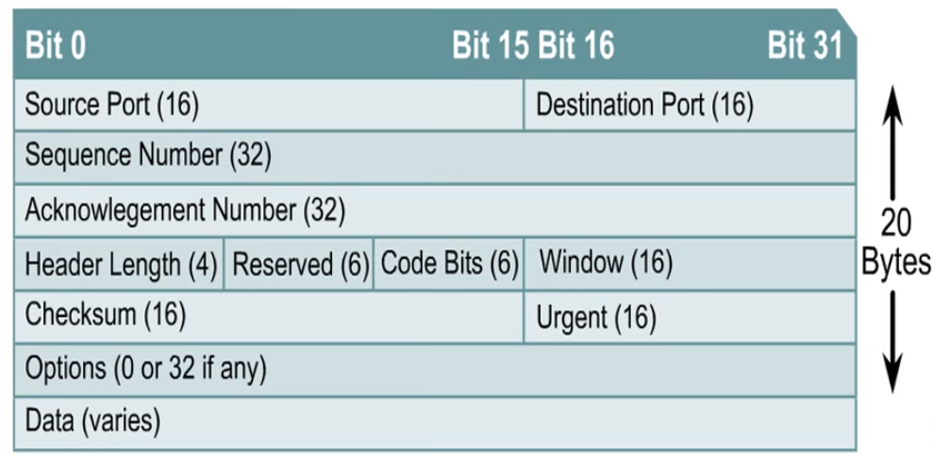 Bit 0 Bit 15 Bit 16 Bit 31
Source Port (16) Destination Port (16)
Sequence Number (32)
Acknowlegement Number (32)
Header Length (4) Reserved (6) Code Bits (6) Window (16)
Checksum (16) Urgent (16)
Options (0 or 32 if any)
Data (varies)
20
Bytes